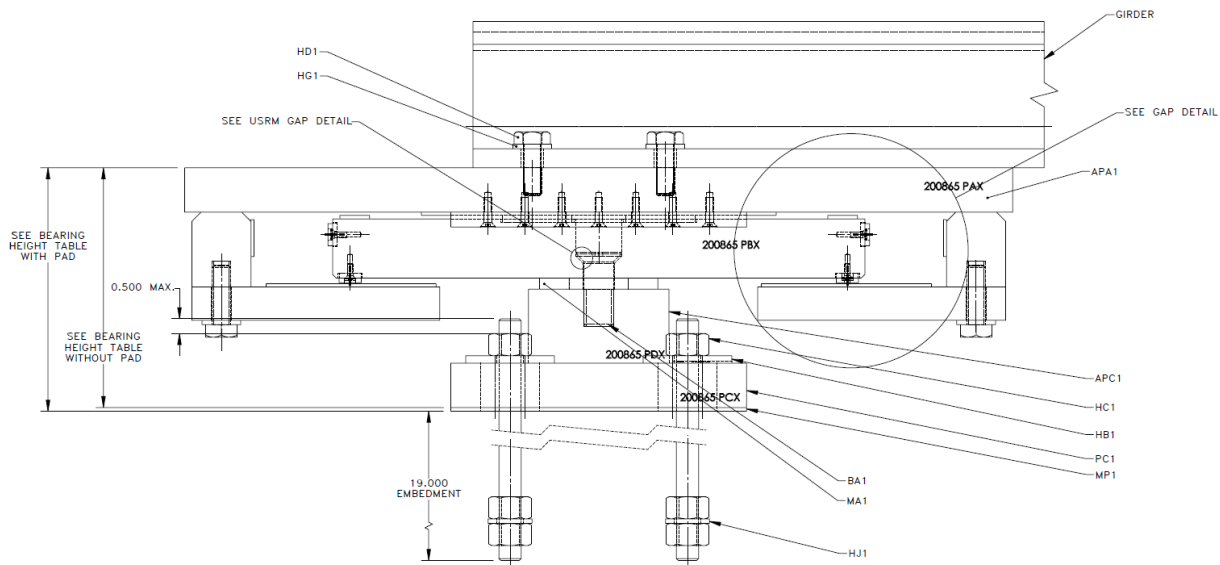 GIRDER
HD1
HG1
SEE USRM GAP DETAIL
SEE GAP DETAIL
200865 PAX
APA1
SEE BEARING
HEIGHT TABLE
WITH PAD
200865 PBX
0.500 MAX.
SEE BEARING
HEIGHT TABLE
WITHOUT PAD
200865 PDX
APC1
200865 PCX
HC1
HB1
PC1
MP1
19.000
EMBEDMENT
BA1
MA1
HJ1